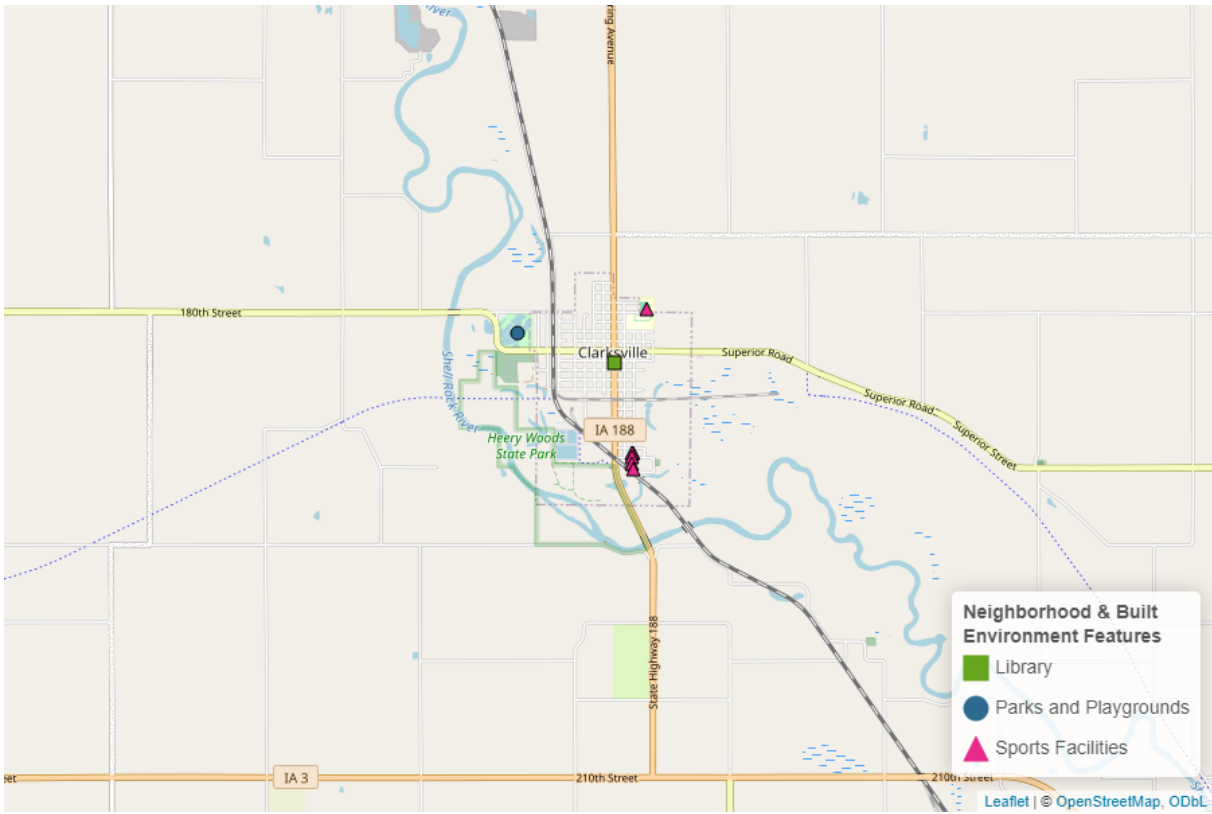 River
ring Avenue
180th Street
Clarksville
Superior Road
Superior Road
Superior Street
Shell Rock River
IA 188
Heery Woods
State Park
State Highway 188
Neighborhood & Built
Environment Features
Library
Parks and Playgrounds
Sports Facilities
et
IA 3
210th Street
210th Street
Leaflet | © OpenStreetMap, ODbL